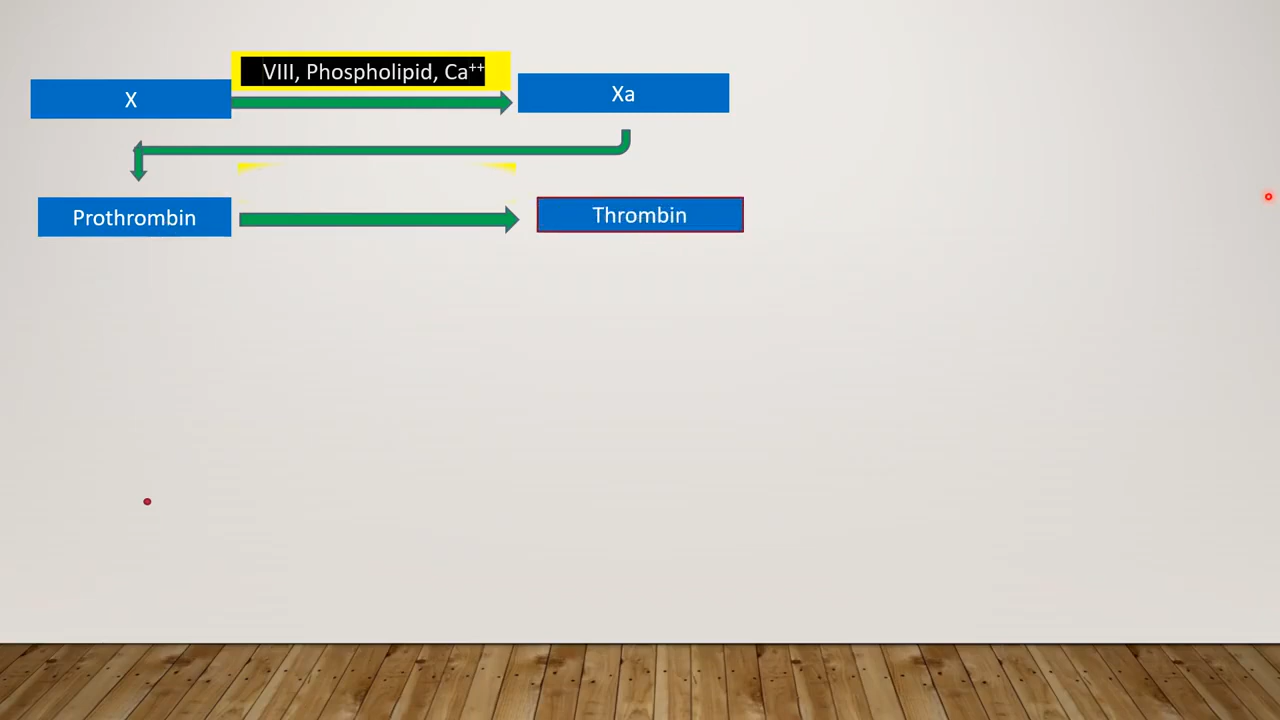 VIII, Phospholipid, Ca⁺⁺
X
Xa
Prothrombin
Thrombin